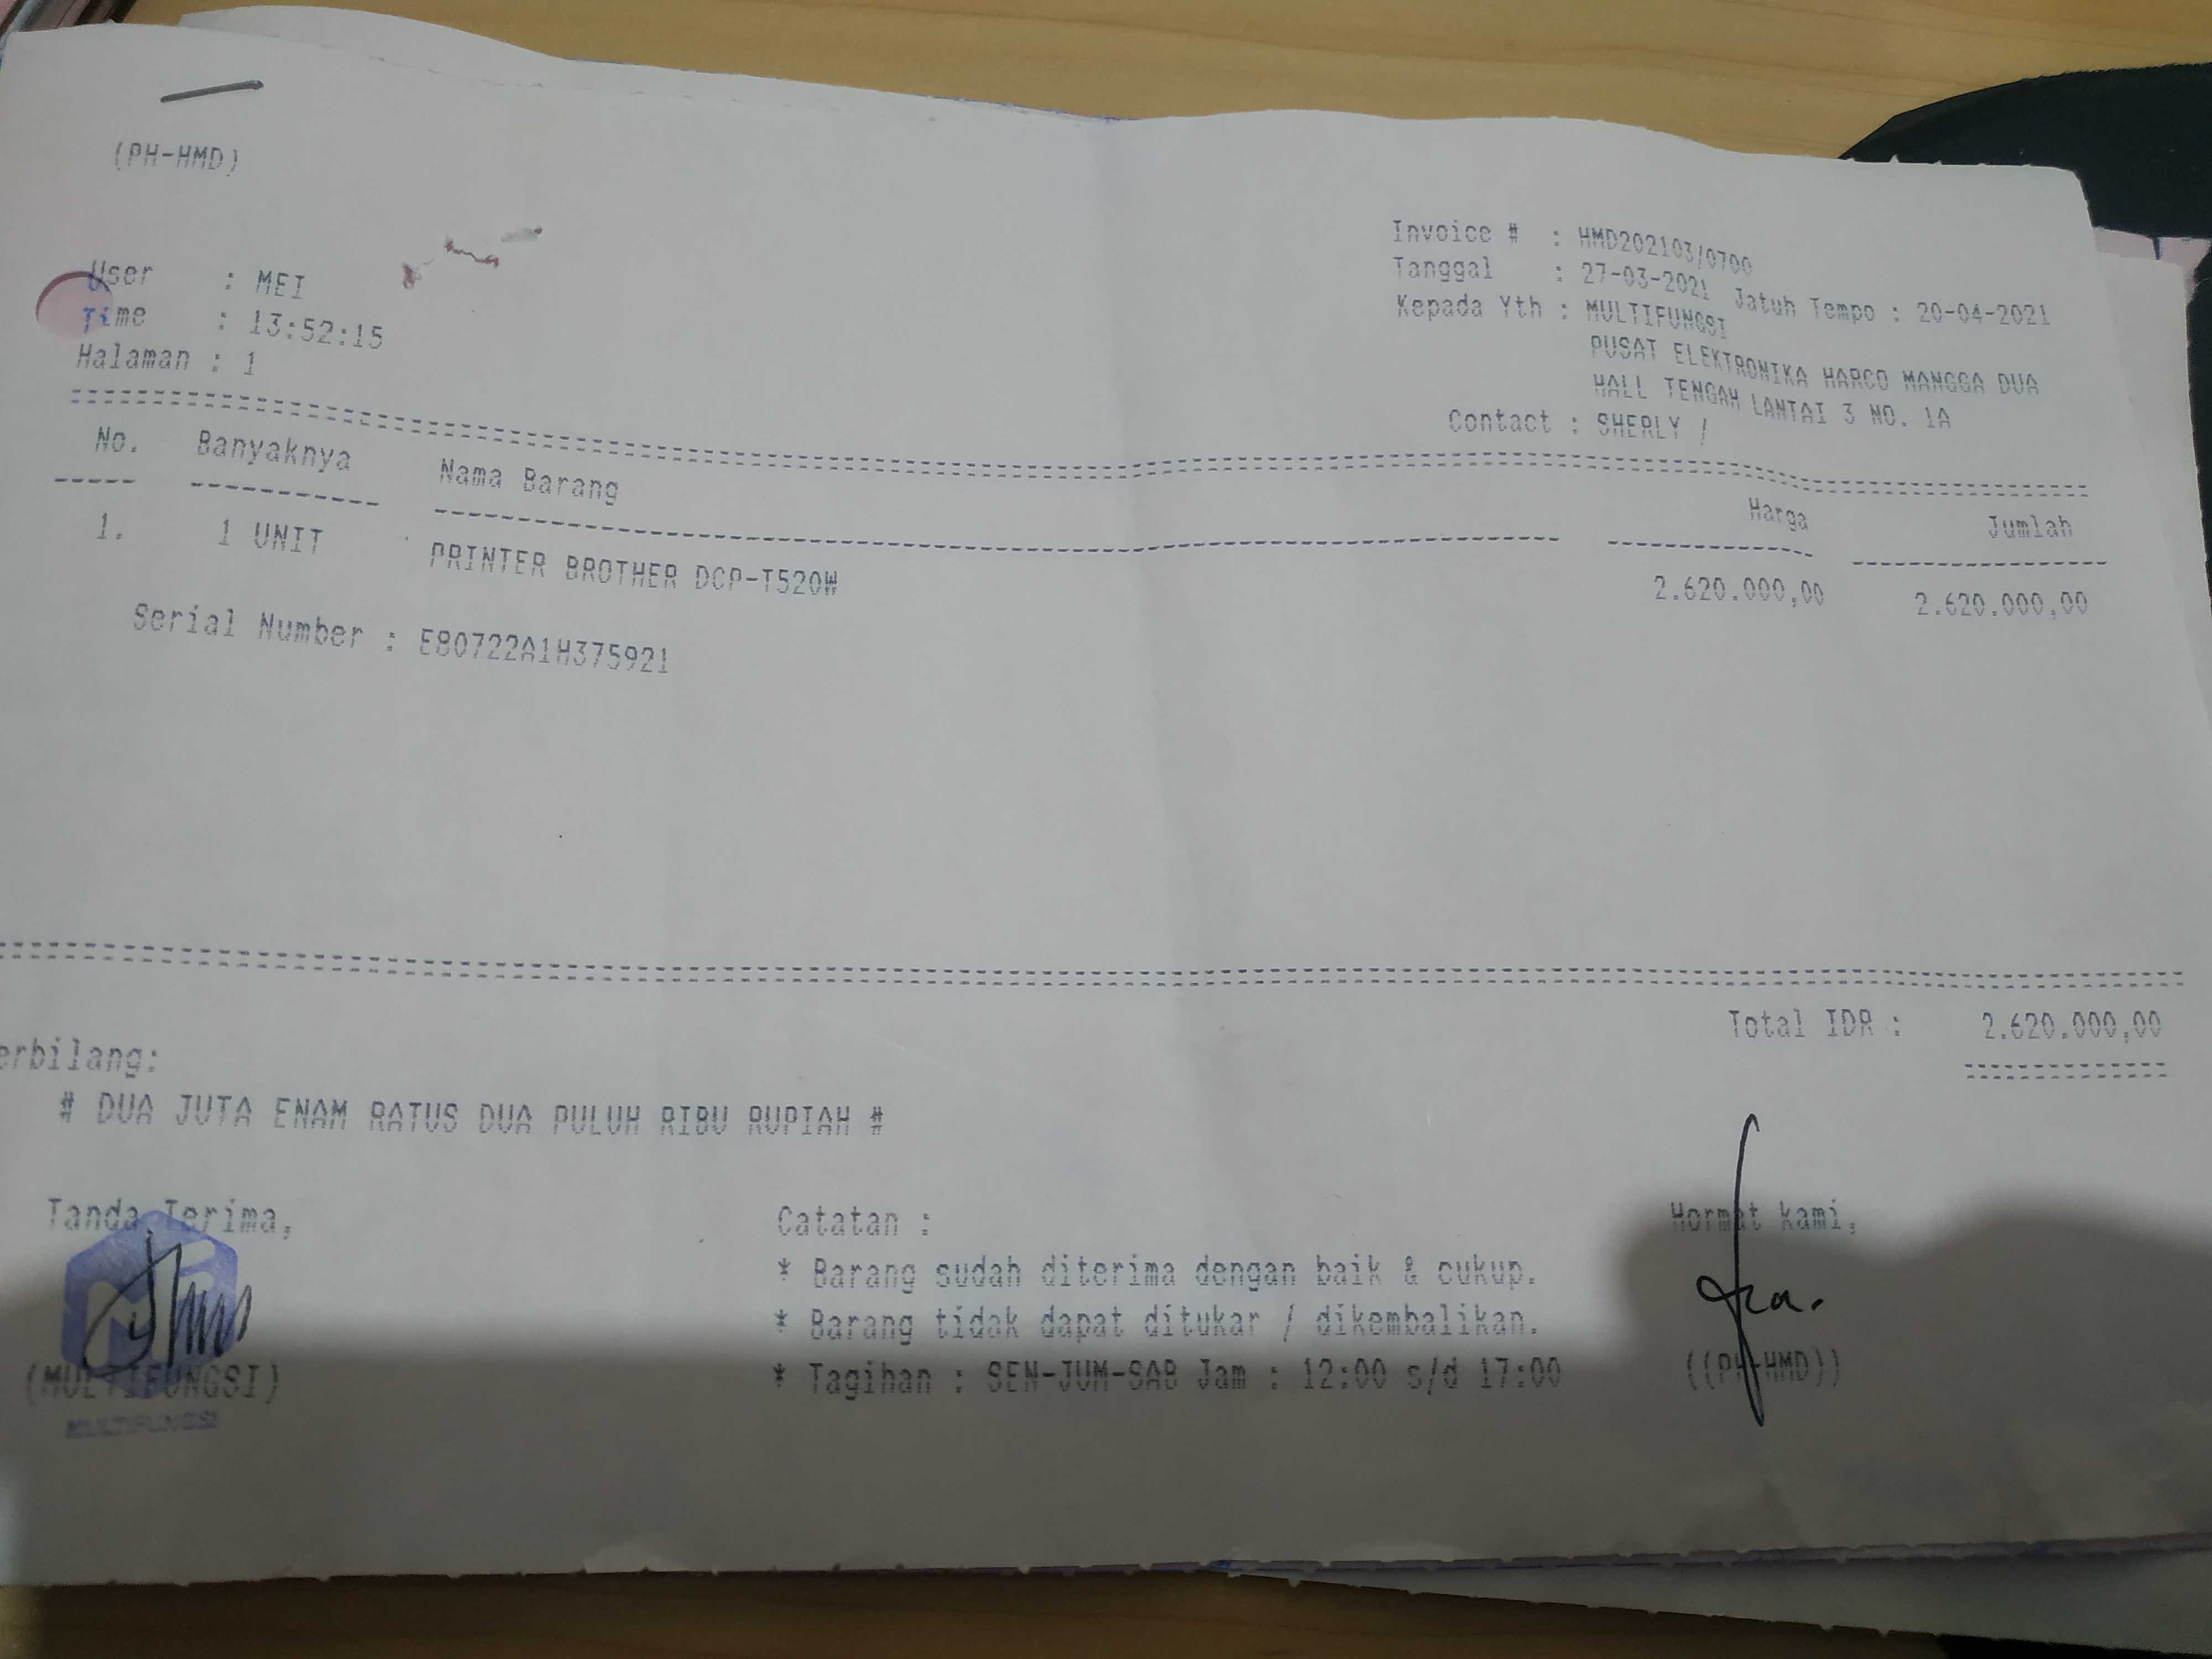 (PH-HMD)
Invoice # : HMD202103/0700
User : MEI
Tanggal : 27-03-2021 Jatuh Tempo : 20-04-2021
Time : 13:52:15
Kepada Yth : MULTIFUNGSI
Halaman : 1
PUSAT ELEKTRONIKA HARCO MANGGA DUA
HALL TENGAH LANTAI 3 NO. 1A
Contact : SHERLY /
No. Banyaknya Nama Barang Harga Jumlah
1. 1 UNIT PRINTER BROTHER DCP-T520W 2.620.000,00 2.620.000,00
Serial Number : E80722A1H375921
Total IDR : 2.620.000,00
erbilang:
# DUA JUTA ENAM RATUS DUA PULUH RIBU RUPIAH #
Tanda Terima, Catatan : Hormat kami,
* Barang sudah diterima dengan baik & cukup.
* Barang tidak dapat ditukar / dikembalikan.
(MULTIFUNGSI) * Tagihan : SEN-JUM-SAB Jam : 12:00 s/d 17:00 ((PH-HMD))
MULTIFUNGSI